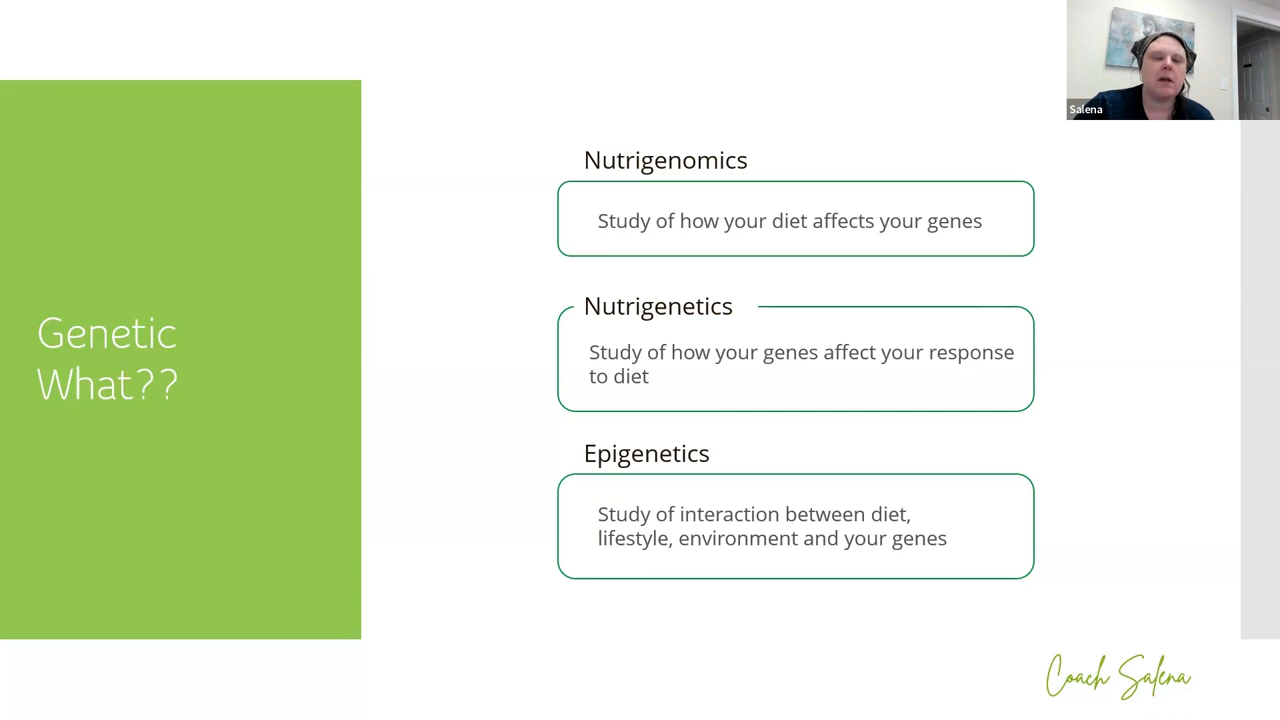 Salena
Genetic
What??
Nutrigenomics
Study of how your diet affects your genes
Nutrigenetics
Study of how your genes affect your response
to diet
Epigenetics
Study of interaction between diet,
lifestyle, environment and your genes
Coach Salena